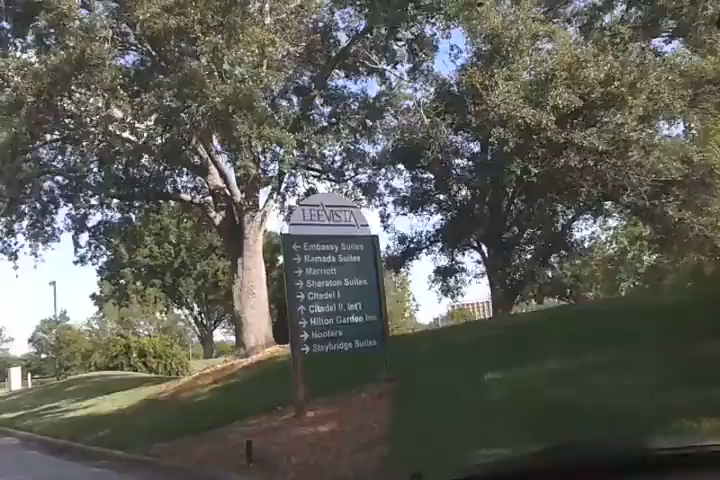 LEEVISTA
← Embassy Suites
→ Ramada Suites
→ Marriott
→ Sheraton Suites
→ Citadel I
↑ Citadel II, Int'l
→ Hilton Garden Inn
→ Hooters
→ Staybridge Suites